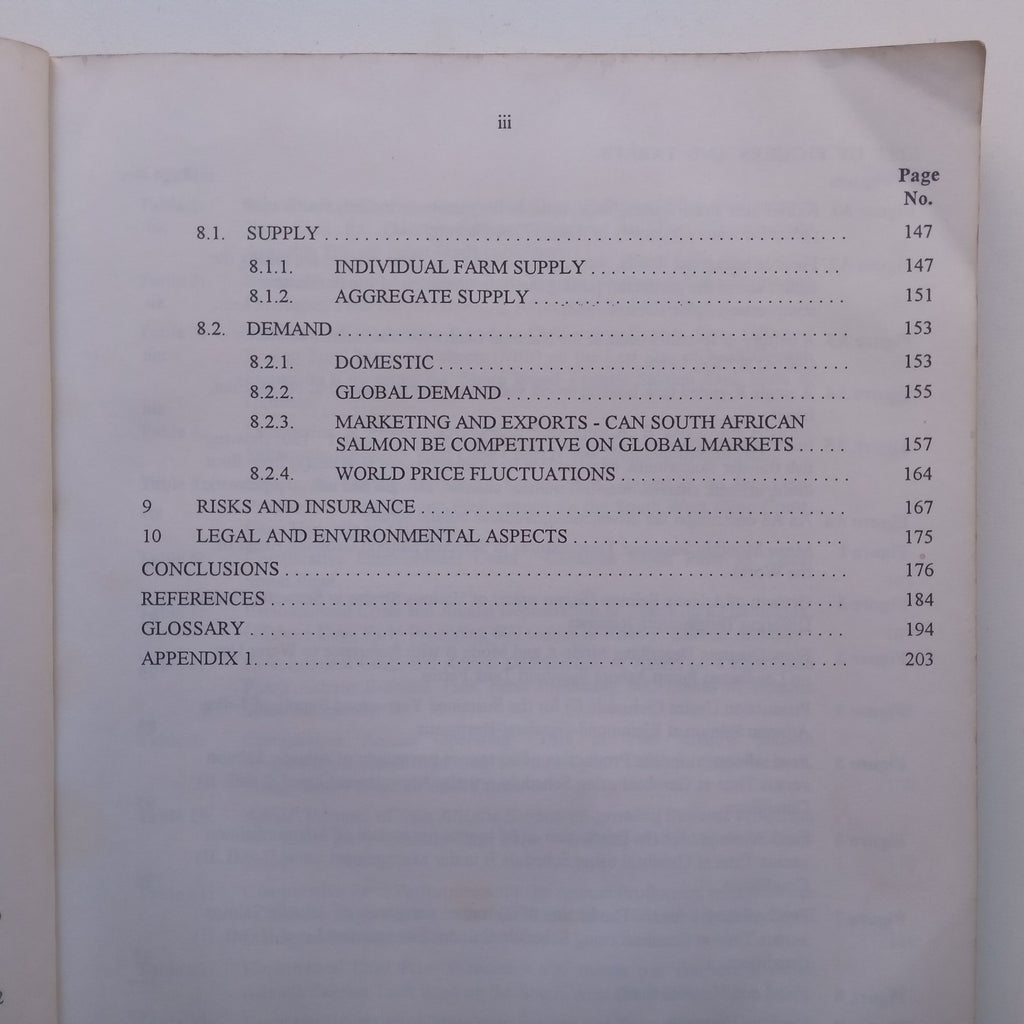 iii
Page
No.
8.1. SUPPLY . . . . . . . . . . . . . . . . . . . . . . . . . . . . . . . . . . . . . . . . . . . . . . . . . . . . 147
8.1.1. INDIVIDUAL FARM SUPPLY . . . . . . . . . . . . . . . . . . . . . . . . . 147
8.1.2. AGGREGATE SUPPLY . . . . . . . . . . . . . . . . . . . . . . . . . . . . . . . 151
8.2. DEMAND . . . . . . . . . . . . . . . . . . . . . . . . . . . . . . . . . . . . . . . . . . . . . . . . . . . 153
8.2.1. DOMESTIC . . . . . . . . . . . . . . . . . . . . . . . . . . . . . . . . . . . . . . . . . 153
8.2.2. GLOBAL DEMAND . . . . . . . . . . . . . . . . . . . . . . . . . . . . . . . . . . 155
8.2.3. MARKETING AND EXPORTS - CAN SOUTH AFRICAN
SALMON BE COMPETITIVE ON GLOBAL MARKETS . . . . . 157
8.2.4. WORLD PRICE FLUCTUATIONS . . . . . . . . . . . . . . . . . . . . . . . 164
9 RISKS AND INSURANCE . . . . . . . . . . . . . . . . . . . . . . . . . . . . . . . . . . . . . . . . . . 167
10 LEGAL AND ENVIRONMENTAL ASPECTS . . . . . . . . . . . . . . . . . . . . . . . . . . . 175
CONCLUSIONS . . . . . . . . . . . . . . . . . . . . . . . . . . . . . . . . . . . . . . . . . . . . . . . . . . . . . . . . 176
REFERENCES . . . . . . . . . . . . . . . . . . . . . . . . . . . . . . . . . . . . . . . . . . . . . . . . . . . . . . . . . 184
GLOSSARY . . . . . . . . . . . . . . . . . . . . . . . . . . . . . . . . . . . . . . . . . . . . . . . . . . . . . . . . . . . 194
APPENDIX 1. . . . . . . . . . . . . . . . . . . . . . . . . . . . . . . . . . . . . . . . . . . . . . . . . . . . . . . . . . . 203